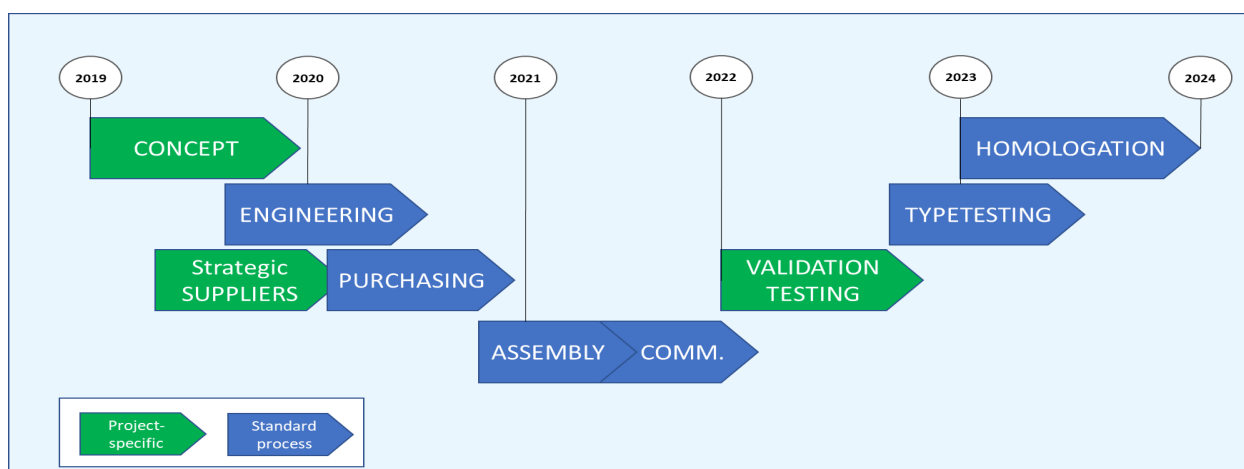 2019
2020
2021
2022
2023
2024
CONCEPT
HOMOLOGATION
ENGINEERING
TYPETESTING
Strategic
SUPPLIERS
PURCHASING
VALIDATION
TESTING
ASSEMBLY
COMM.
Project-
specific
Standard
process